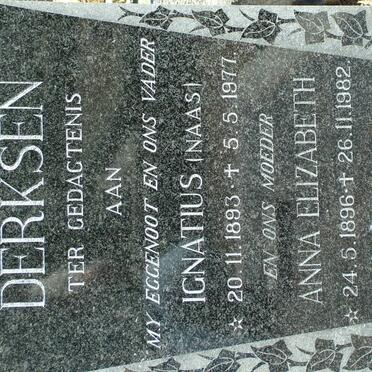 DERKSEN
TER GEDAGTENIS
AAN
MY EGGENOOT EN ONS VADER
IGNATIUS (NAAS)
☆ 20.11.1893. + 5.5.1977.
EN ONS MOEDER
ANNA ELIZABETH
☆ 24.5.1896 + 26.11.1982.